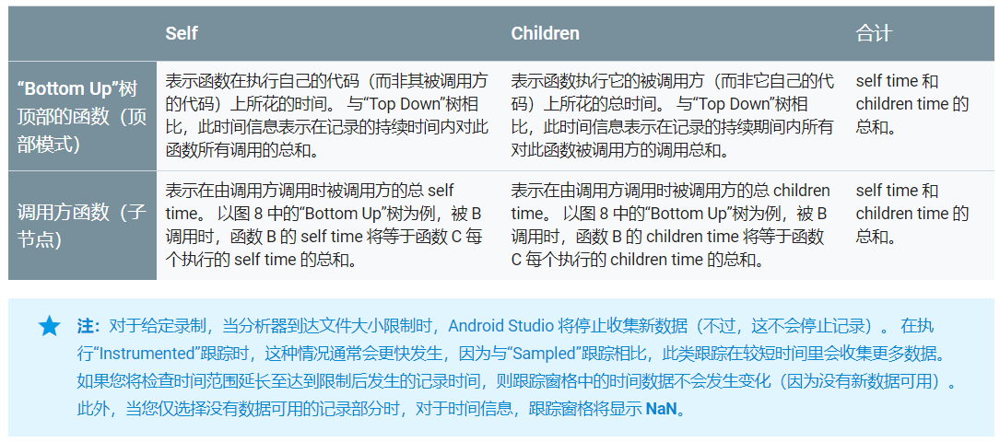 Self Children 合计
“Bottom Up”树
顶部的函数（顶
部模式）
表示函数在执行自己的代码（而非其被调用方
的代码）上所花的时间。 与“Top Down”树相
比，此时间信息表示在记录的持续时间内对此
函数所有调用的总和。
表示函数执行它的被调用方（而非它自己的代
码）上所花的总时间。 与“Top Down”树相
比，此时间信息表示在记录的持续期间内所有
对此函数被调用方的调用总和。
self time 和
children time 的
总和。
调用方函数（子
节点）
表示在由调用方调用时被调用方的总 self
time。 以图 8 中的“Bottom Up”树为例，被 B
调用时，函数 B 的 self time 将等于函数 C 每
个执行的 self time 的总和。
表示在由调用方调用时被调用方的总 children
time。 以图 8 中的“Bottom Up”树为例，被 B
调用时，函数 B 的 children time 将等于函数
C 每个执行的 children time 的总和。
self time 和
children time 的
总和。
注：对于给定录制，当分析器到达文件大小限制时，Android Studio 将停止收集新数据（不过，这不会停止记录）。 在执
行“Instrumented”跟踪时，这种情况通常会更快发生，因为与“Sampled”跟踪相比，此类跟踪在较短时间里会收集更多数据。
如果您将检查时间范围延长至达到限制后发生的记录时间，则跟踪窗格中的时间数据不会发生变化（因为没有新数据可用）。
此外，当您仅选择没有数据可用的记录部分时，对于时间信息，跟踪窗格将显示 NaN。